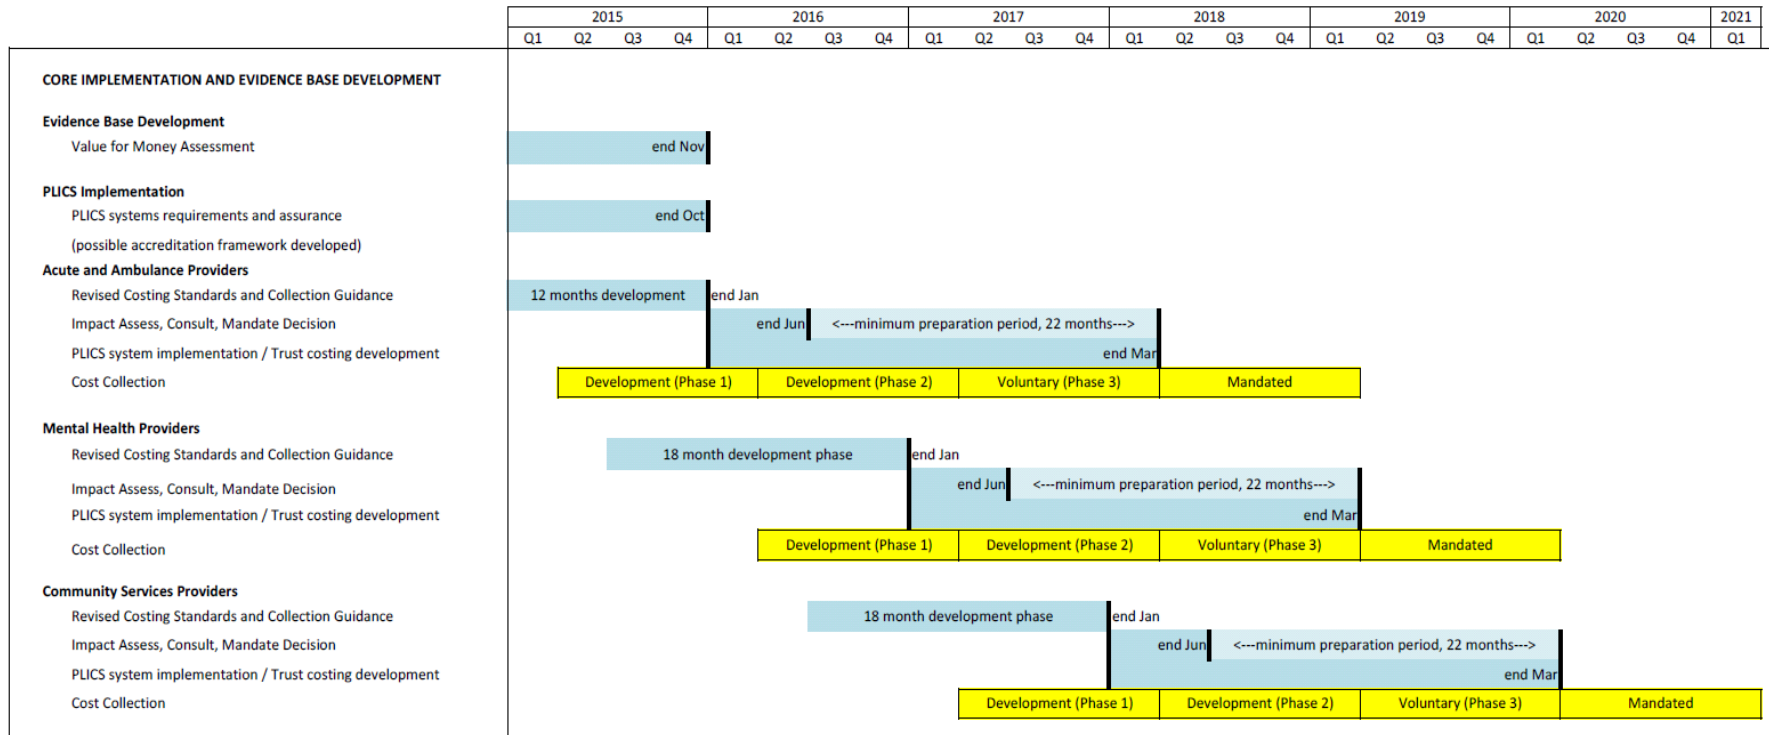 2015 2016 2017 2018 2019 2020 2021
Q1 Q2 Q3 Q4 Q1 Q2 Q3 Q4 Q1 Q2 Q3 Q4 Q1 Q2 Q3 Q4 Q1 Q2 Q3 Q4 Q1 Q2 Q3 Q4 Q1
CORE IMPLEMENTATION AND EVIDENCE BASE DEVELOPMENT
Evidence Base Development
Value for Money Assessment end Nov
PLICS Implementation
PLICS systems requirements and assurance end Oct
(possible accreditation framework developed)
Acute and Ambulance Providers
Revised Costing Standards and Collection Guidance 12 months development end Jan
Impact Assess, Consult, Mandate Decision end Jun <---minimum preparation period, 22 months--->
PLICS system implementation / Trust costing development end Mar
Cost Collection Development (Phase 1) Development (Phase 2) Voluntary (Phase 3) Mandated
Mental Health Providers
Revised Costing Standards and Collection Guidance 18 month development phase end Jan
Impact Assess, Consult, Mandate Decision end Jun <---minimum preparation period, 22 months--->
PLICS system implementation / Trust costing development end Mar
Cost Collection Development (Phase 1) Development (Phase 2) Voluntary (Phase 3) Mandated
Community Services Providers
Revised Costing Standards and Collection Guidance 18 month development phase end Jan
Impact Assess, Consult, Mandate Decision end Jun <---minimum preparation period, 22 months--->
PLICS system implementation / Trust costing development end Mar
Cost Collection Development (Phase 1) Development (Phase 2) Voluntary (Phase 3) Mandated